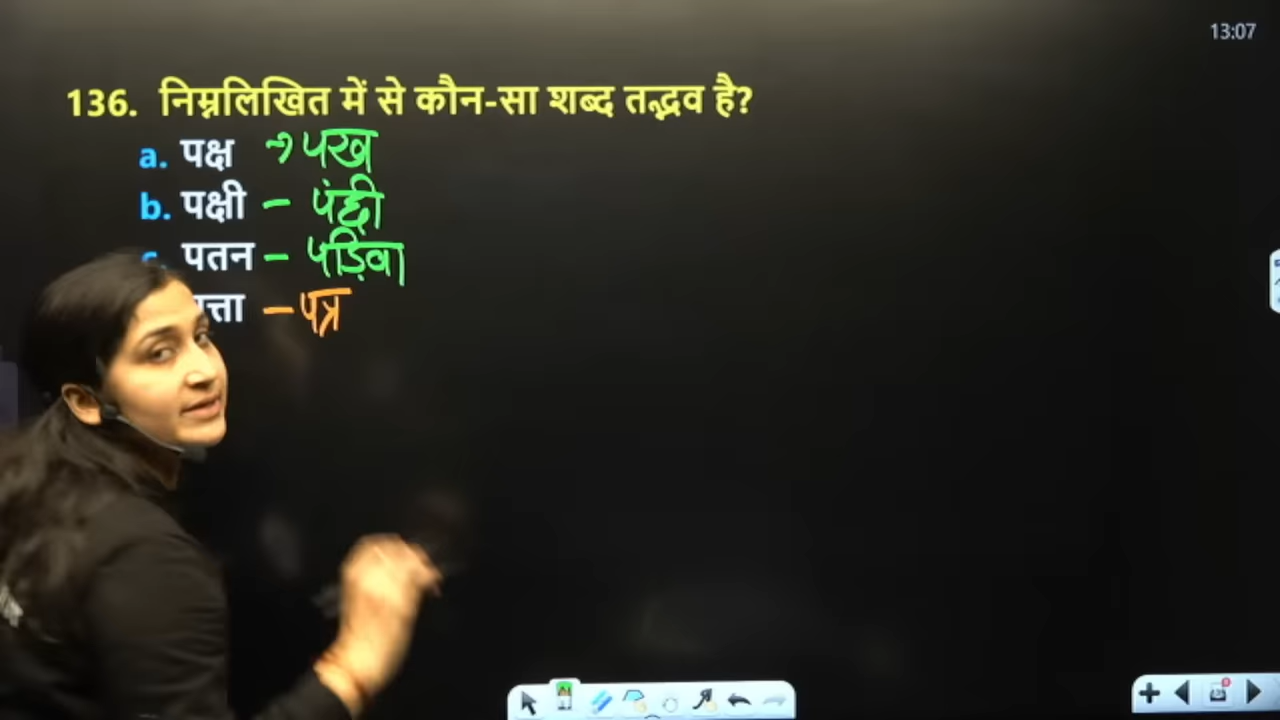 13:07
136. निम्नलिखित में से कौन-सा शब्द तद्भव है?
a. पक्ष → पख
b. पक्षी - पंछी
c. पतन - पड़िवा
त्ता - पत्र